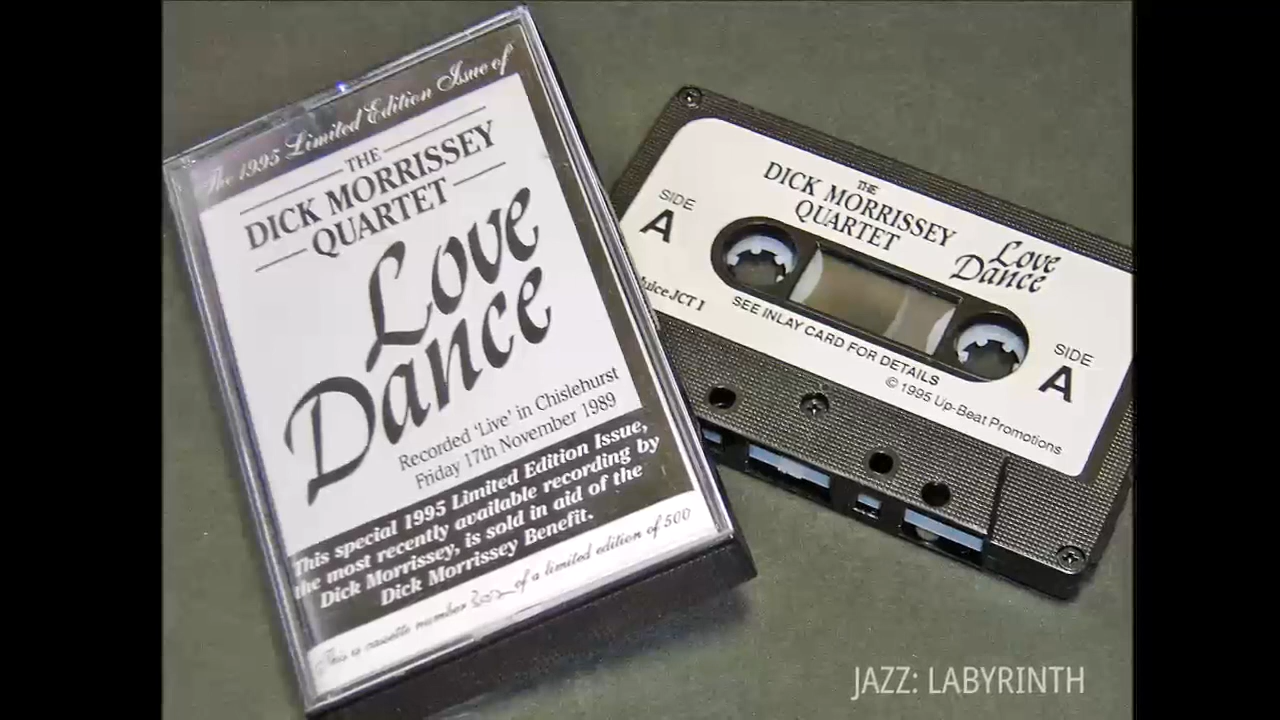 The 1995 Limited Edition Issue of
THE
DICK MORRISSEY
QUARTET
Love
Dance
Recorded 'Live' in Chislehurst
Friday 17th November 1989
This special 1995 Limited Edition Issue,
the most recently available recording by
Dick Morrissey, is sold in aid of the
Dick Morrissey Benefit.
This is cassette number of a limited edition of 500
THE
DICK MORRISSEY
QUARTET
Love
Dance
SIDE
A
JCT 1
SEE INLAY CARD FOR DETAILS
© 1995 Up-Beat Promotions
SIDE
A
JAZZ: LABYRINTH